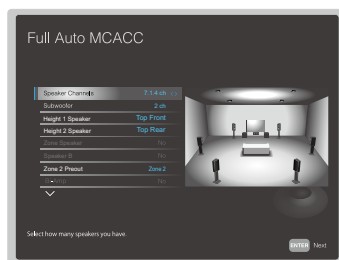 Full Auto MCACC
Speaker Channels 7.1.4 ch
Subwoofer 2 ch
Height 1 Speaker Top Front
Height 2 Speaker Top Rear
Zone Speaker No
Speaker B No
Zone 2 Preout Zone 2
Bi-Amp No
Select how many speakers you have.
ENTER Next